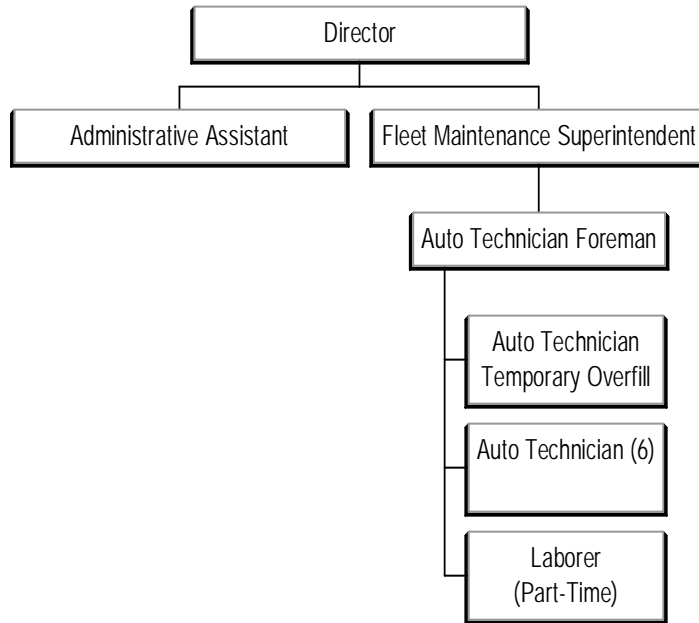 Director
Administrative Assistant
Fleet Maintenance Superintendent
Auto Technician Foreman
Auto Technician
Temporary Overfill
Auto Technician (6)
Laborer
(Part-Time)